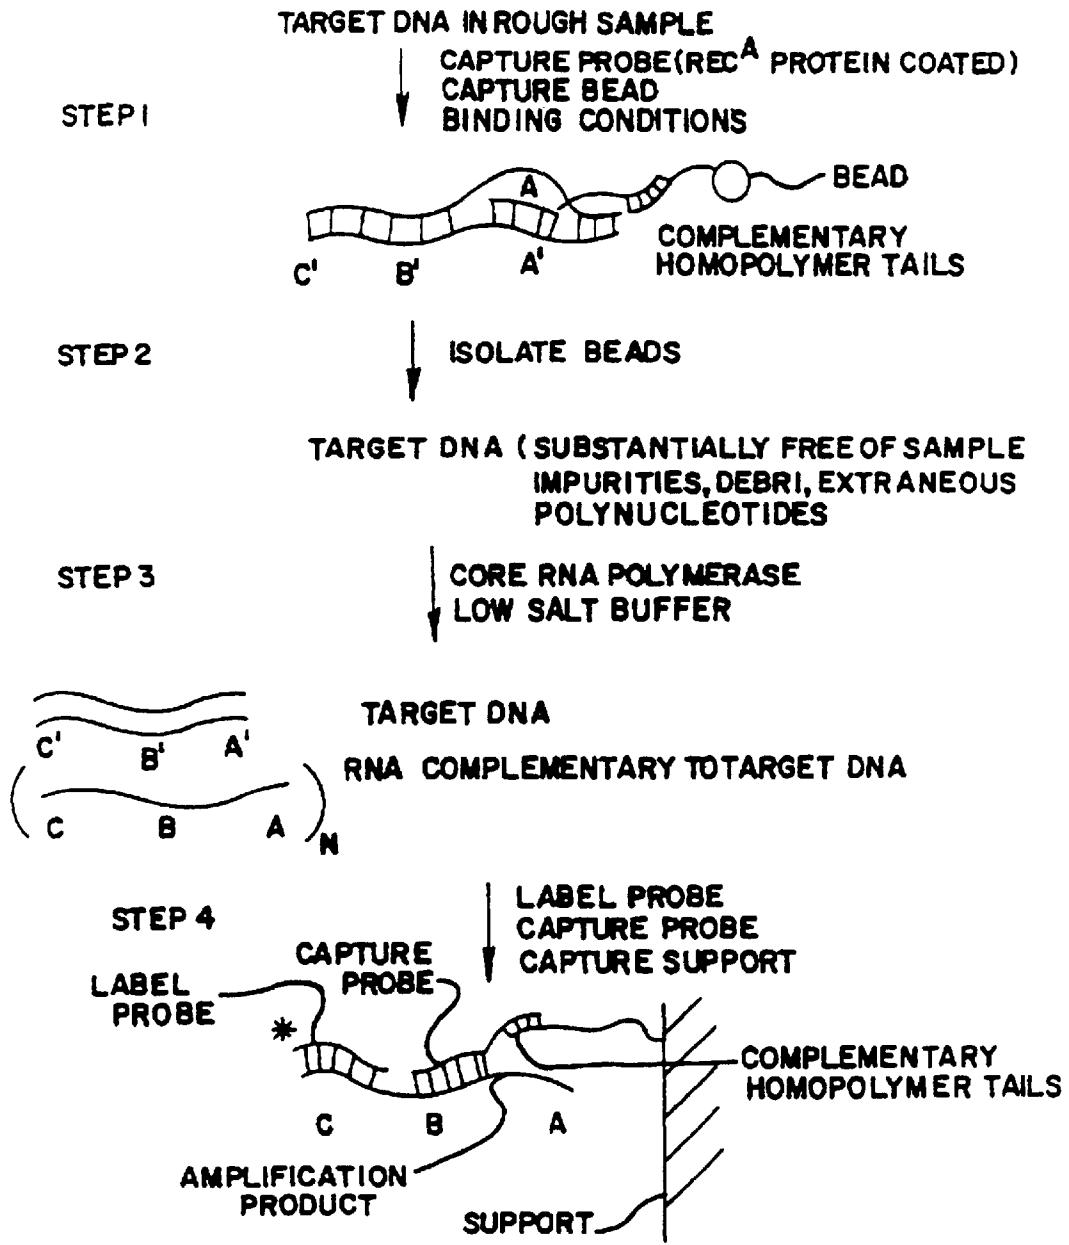 TARGET DNA IN ROUGH SAMPLE
CAPTURE PROBE (REC A PROTEIN COATED)
CAPTURE BEAD
STEP 1
BINDING CONDITIONS
BEAD
A
COMPLEMENTARY
HOMOPOLYMER TAILS
C' B' A'
STEP 2
ISOLATE BEADS
TARGET DNA (SUBSTANTIALLY FREE OF SAMPLE
IMPURITIES, DEBRI, EXTRANEOUS
POLYNUCLEOTIDES
STEP 3
CORE RNA POLYMERASE
LOW SALT BUFFER
TARGET DNA
C' B' A'
RNA COMPLEMENTARY TO TARGET DNA
C B A
N
STEP 4
LABEL PROBE
CAPTURE PROBE
CAPTURE SUPPORT
CAPTURE
PROBE
LABEL
PROBE
*
COMPLEMENTARY
HOMOPOLYMER TAILS
C B A
AMPLIFICATION
PRODUCT
SUPPORT